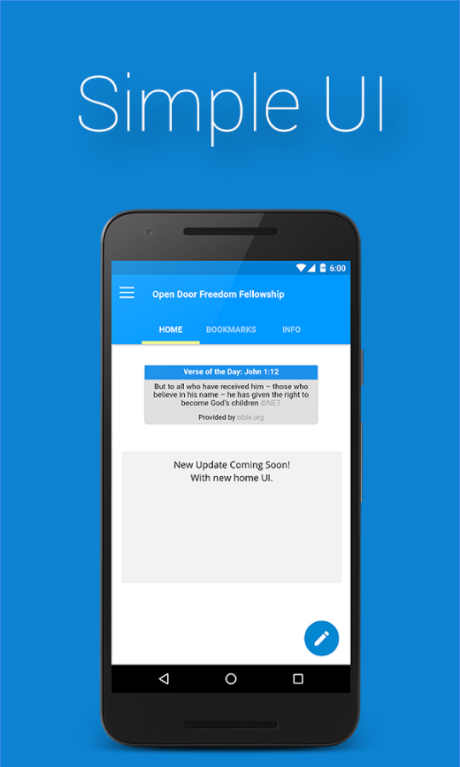 Simple UI
6:00
Open Door Freedom Fellowship
HOME BOOKMARKS INFO
Verse of the Day: John 1:12
But to all who have received him – those who
believe in his name – he has given the right to
become God's children ©NET
Provided by bible.org
New Update Coming Soon!
With new home UI.